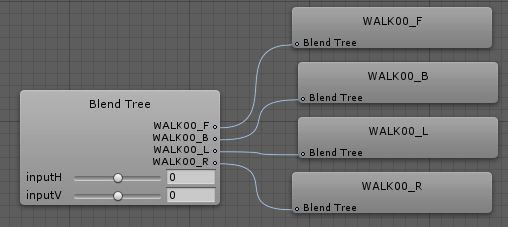 Blend Tree
WALK00_F
WALK00_B
WALK00_L
WALK00_R
inputH 0
inputV 0
WALK00_F
Blend Tree
WALK00_B
Blend Tree
WALK00_L
Blend Tree
WALK00_R
Blend Tree